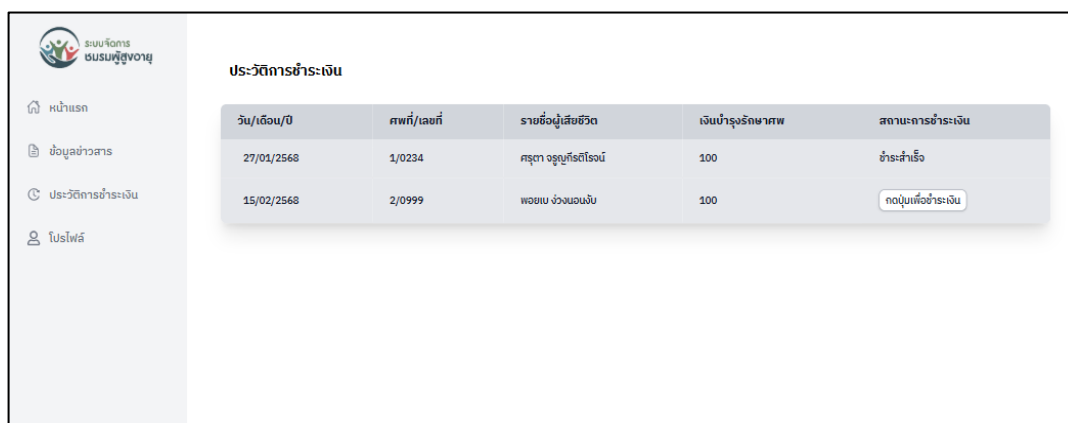 ระบบจัดการ
ชมรมผู้สูงอายุ
หน้าแรก
ข้อมูลข่าวสาร
ประวัติการชำระเงิน
โปรไฟล์
ประวัติการชำระเงิน
วัน/เดือน/ปี ศพที่/เลขที่ รายชื่อผู้เสียชีวิต เงินบำรุงรักษาศพ สถานะการชำระเงิน
27/01/2568 1/0234 ศรุตา จรูญกีรติโรจน์ 100 ชำระสำเร็จ
15/02/2568 2/0999 พอยเบ ง่วงนอนงับ 100 กดปุ่มเพื่อชำระเงิน